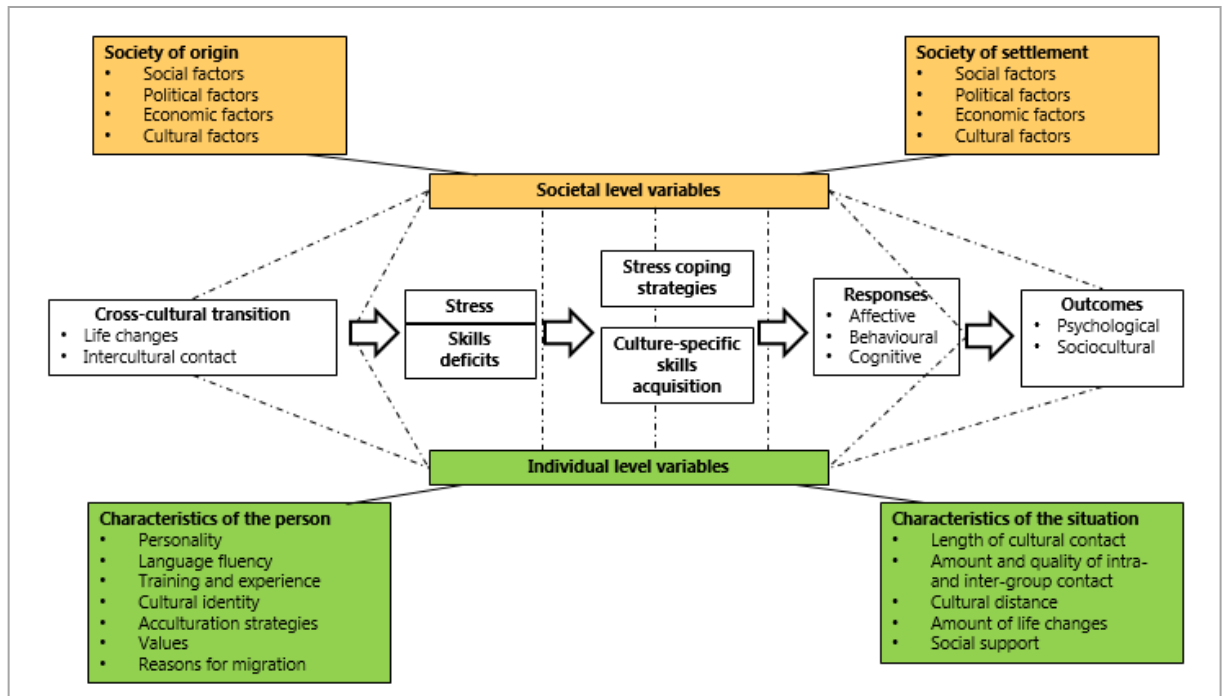 Society of origin
• Social factors
• Political factors
• Economic factors
• Cultural factors
Society of settlement
• Social factors
• Political factors
• Economic factors
• Cultural factors
Societal level variables
Cross-cultural transition
• Life changes
• Intercultural contact
Stress
Skills
deficits
Stress coping
strategies
Culture-specific
skills
acquisition
Responses
• Affective
• Behavioural
• Cognitive
Outcomes
• Psychological
• Sociocultural
Individual level variables
Characteristics of the person
• Personality
• Language fluency
• Training and experience
• Cultural identity
• Acculturation strategies
• Values
• Reasons for migration
Characteristics of the situation
• Length of cultural contact
• Amount and quality of intra-
and inter-group contact
• Cultural distance
• Amount of life changes
• Social support